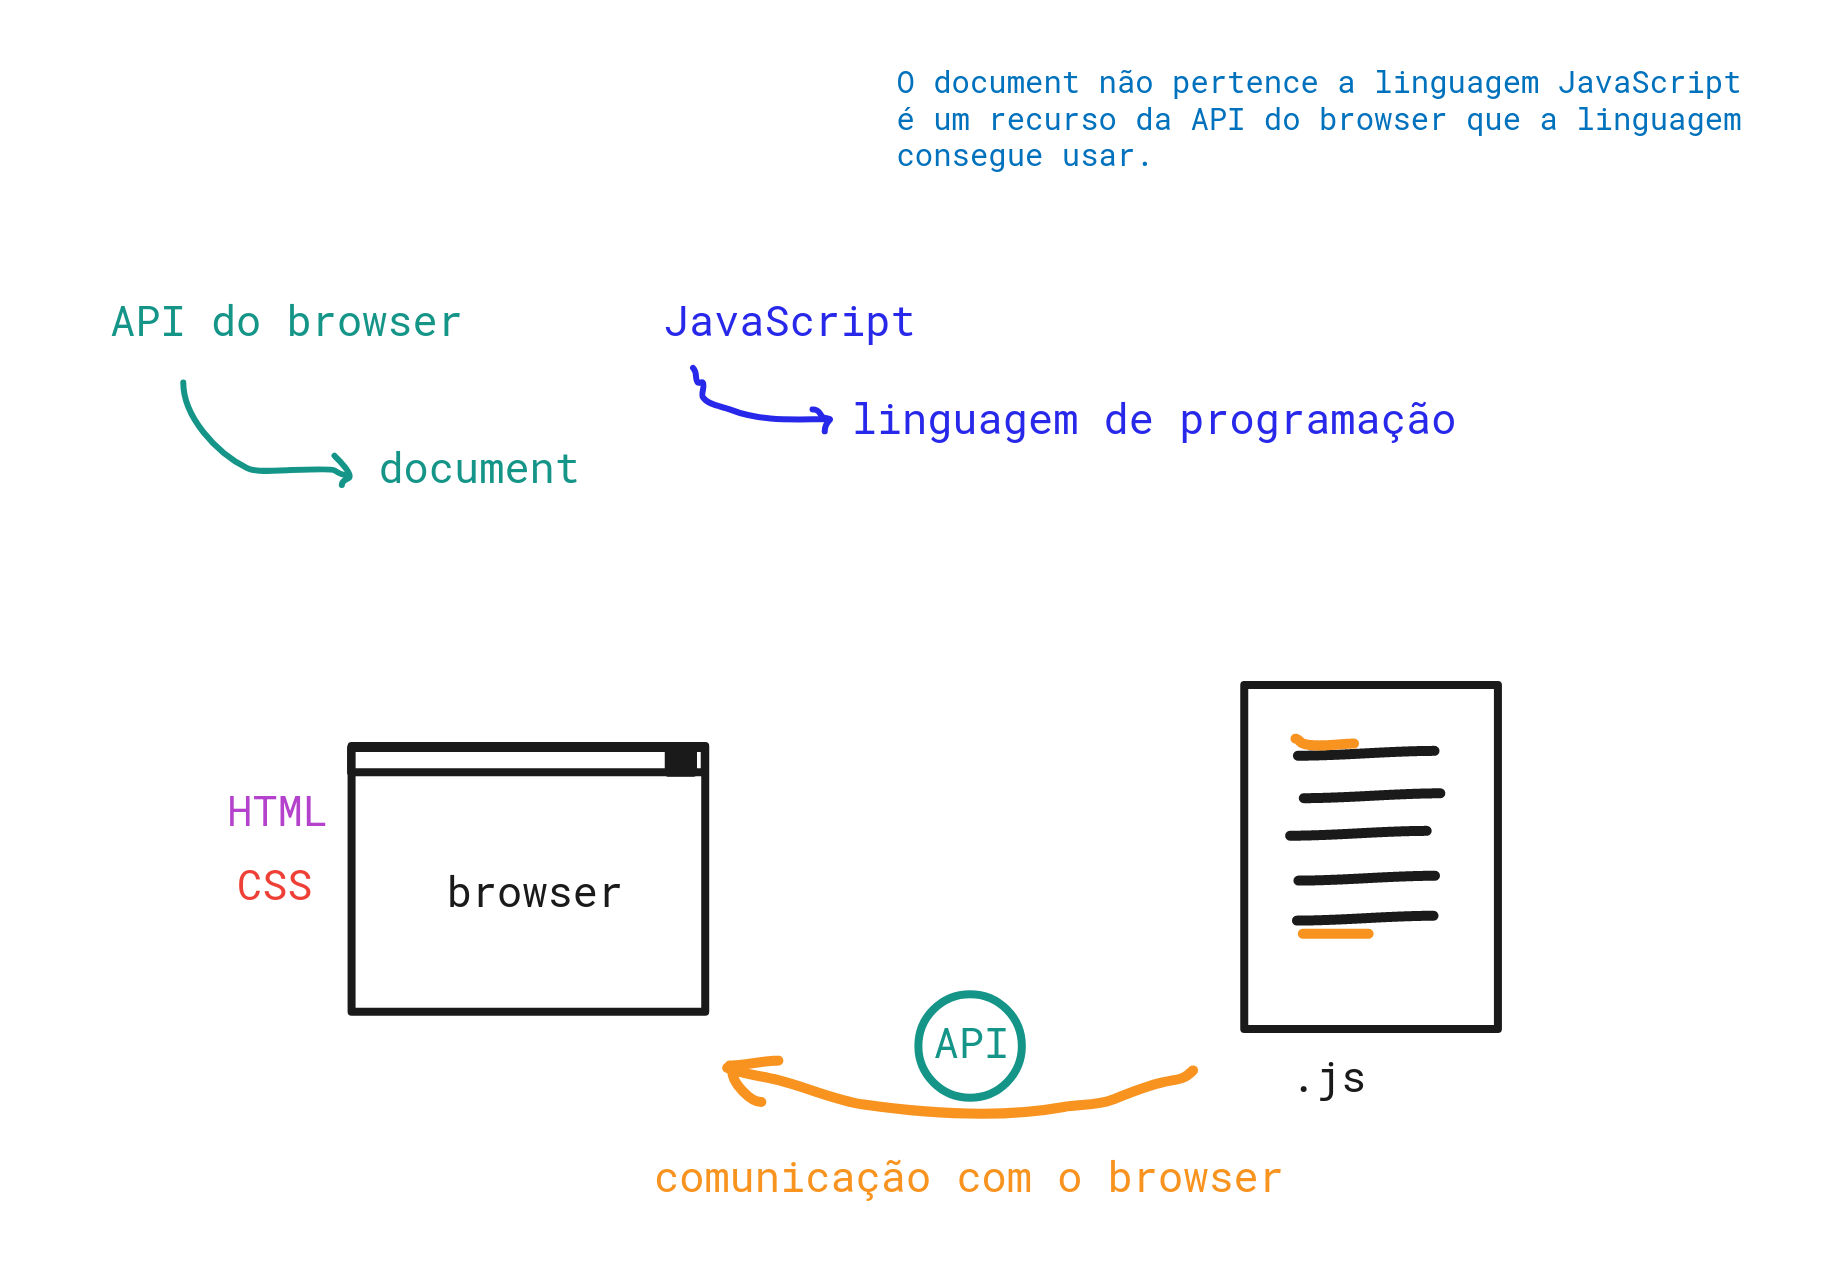 O document não pertence a linguagem JavaScript
é um recurso da API do browser que a linguagem
consegue usar.
API do browser
JavaScript
linguagem de programação
document
HTML
CSS
browser
API
.js
comunicação com o browser